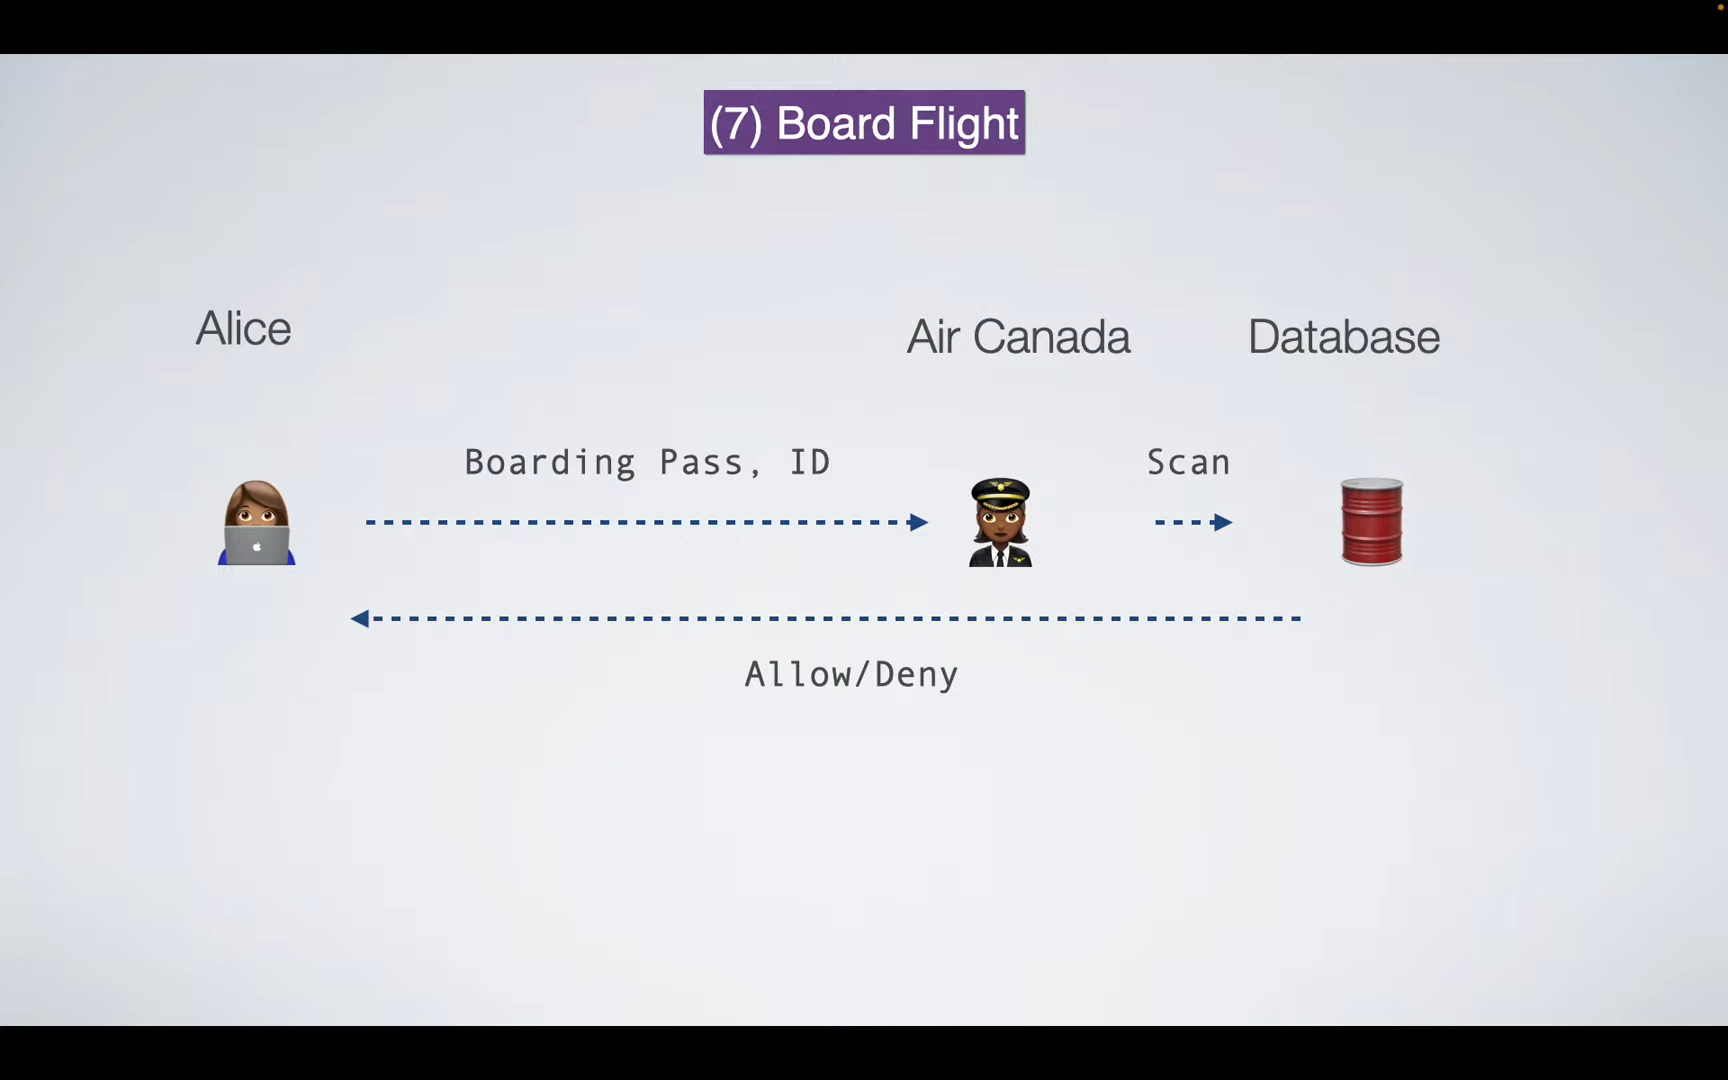 (7) Board Flight
Alice
Air Canada
Database
Boarding Pass, ID
Scan
Allow/Deny